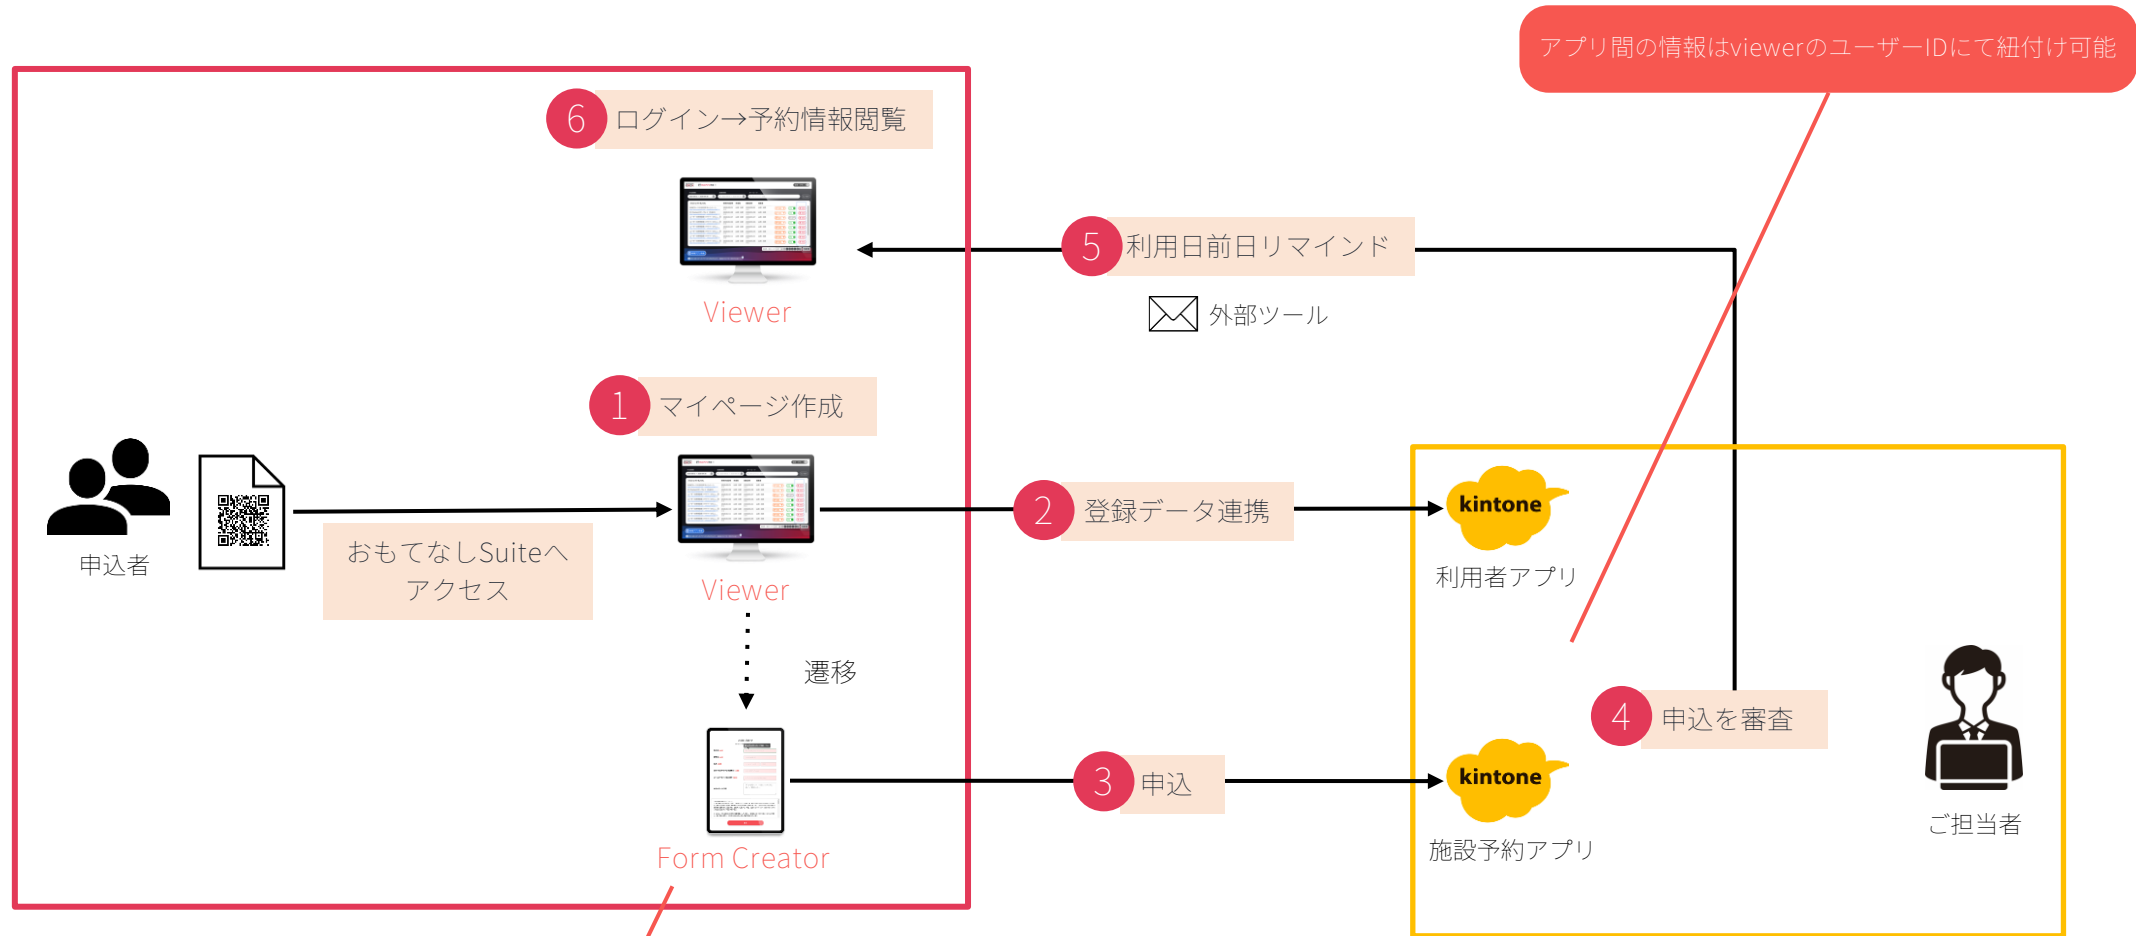 アプリ間の情報はviewerのユーザーIDにて紐付け可能
6 ログイン→予約情報閲覧
Viewer
5 利用日前日リマインド
外部ツール
1 マイページ作成
申込者
おもてなしSuiteへ
アクセス
Viewer
2 登録データ連携
kintone
利用者アプリ
遷移
4 申込を審査
3 申込
kintone
施設予約アプリ
ご担当者
Form Creator